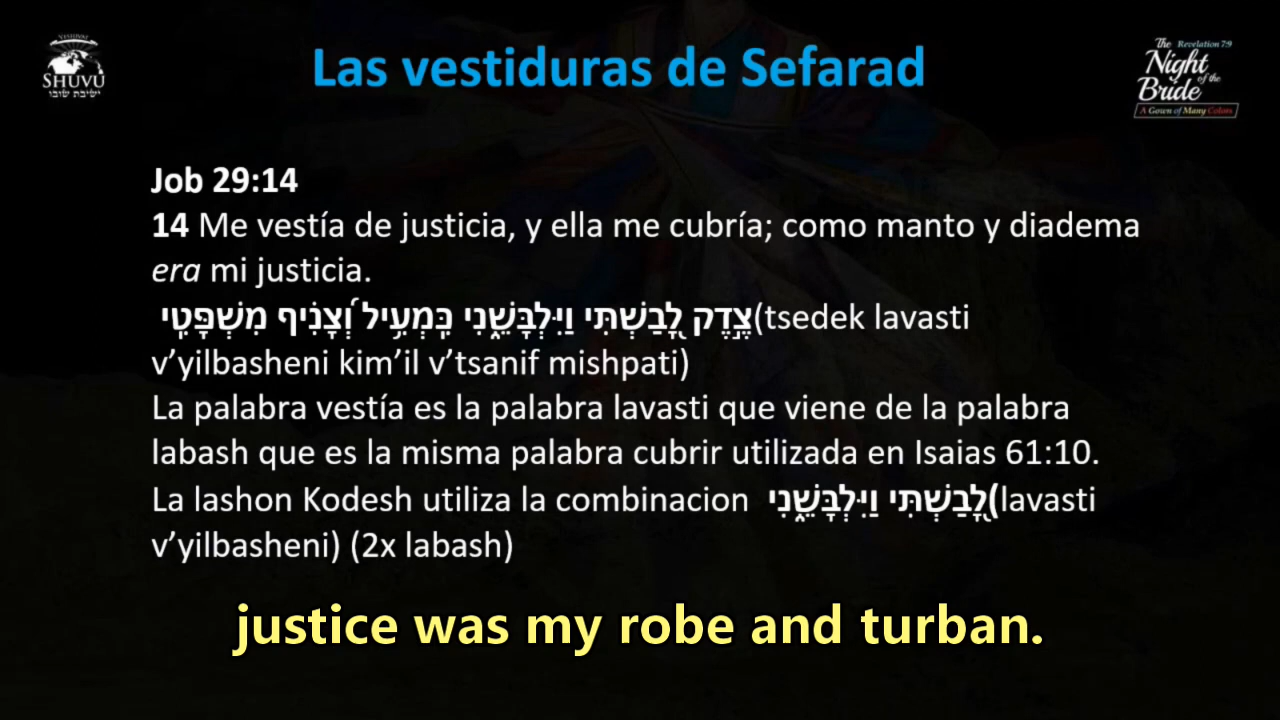 YESHIVAT
SHUVU
ישיבת שובו
Las vestiduras de Sefarad
The Revelation 7:9
Night
of the
Bride
A Gown of Many Colors
Job 29:14
14 Me vestía de justicia, y ella me cubría; como manto y diadema
era mi justicia.
צֶ֣דֶק לָ֭בַשְׁתִּי וַיִּלְבָּשֵׁ֑נִי כִּֽמְעִ֥יל וְ֝צָנִ֗יף מִשְׁפָּטִֽי(tsedek lavasti
v’yilbasheni kim’il v’tsanif mishpati)
La palabra vestía es la palabra lavasti que viene de la palabra
labash que es la misma palabra cubrir utilizada en Isaias 61:10.
La lashon Kodesh utiliza la combinacion לָ֭בַשְׁתִּי וַיִּלְבָּשֵׁ֑נִי(lavasti
v’yilbasheni) (2x labash)
justice was my robe and turban.